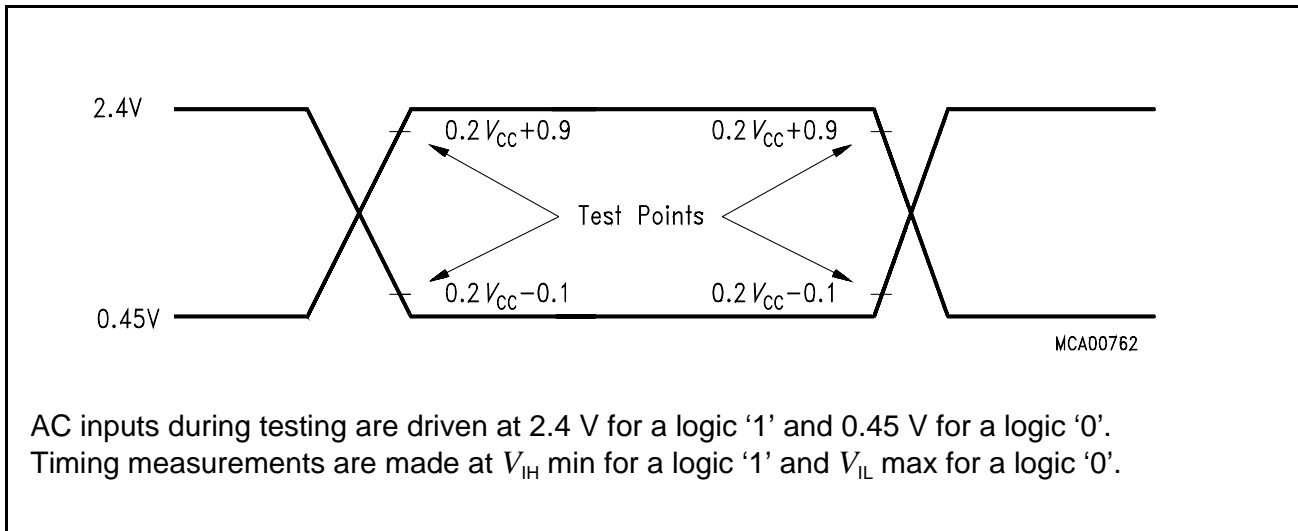 2.4V
0.2 VCC+0.9 0.2 VCC+0.9
Test Points
0.2 VCC−0.1 0.2 VCC−0.1
0.45V
MCA00762
AC inputs during testing are driven at 2.4 V for a logic ‘1’ and 0.45 V for a logic ‘0’.
Timing measurements are made at VIH min for a logic ‘1’ and VIL max for a logic ‘0’.